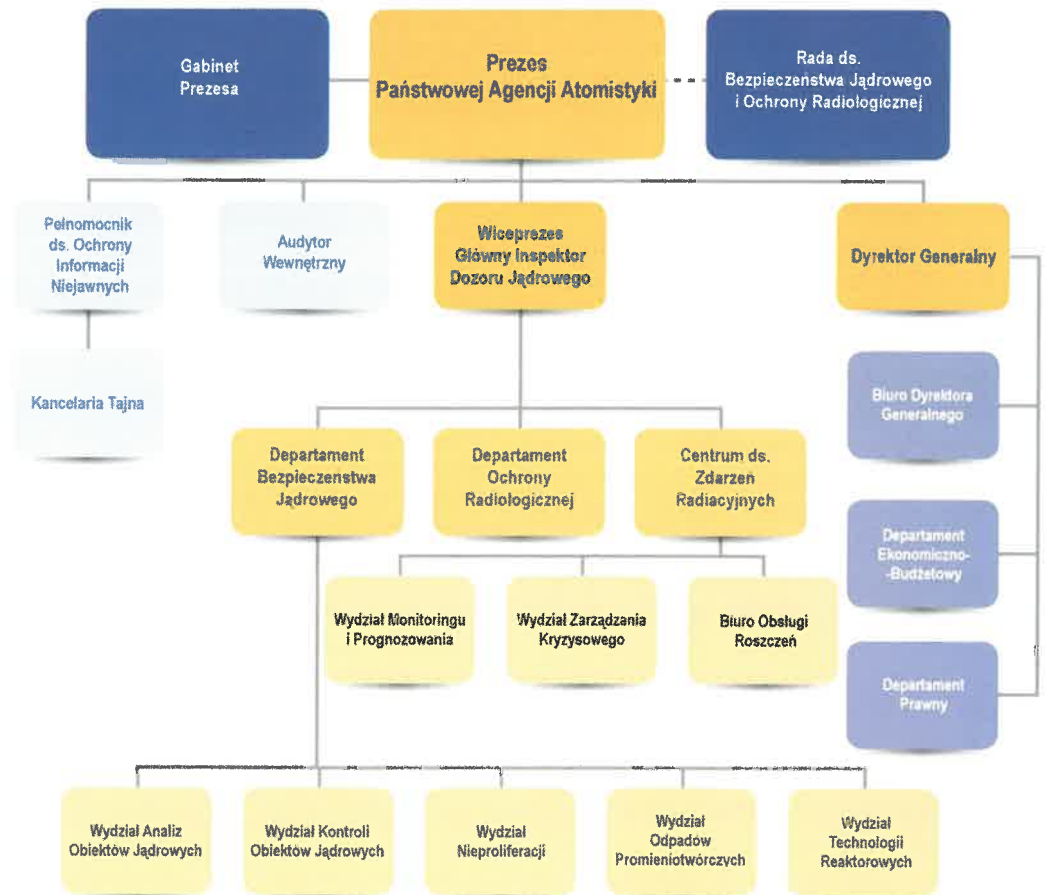 Gabinet
Prezesa
Prezes
Państwowej Agencji Atomistyki
Rada ds.
Bezpieczeństwa Jądrowego
i Ochrony Radiologicznej
Pełnomocnik
ds. Ochrony
Informacji
Niejawnych
Audytor
Wewnętrzny
Wiceprezes
Główny Inspektor
Dozoru Jądrowego
Dyrektor Generalny
Kancelaria Tajna
Biuro Dyrektora
Generalnego
Departament
Bezpieczeństwa
Jądrowego
Departament
Ochrony
Radiologicznej
Centrum ds.
Zdarzeń
Radiacyjnych
Departament
Ekonomiczno-
-Budżetowy
Wydział Monitoringu
i Prognozowania
Wydział Zarządzania
Kryzysowego
Biuro Obsługi
Roszczeń
Departament
Prawny
Wydział Analiz
Obiektów Jądrowych
Wydział Kontroli
Obiektów Jądrowych
Wydział
Nieproliferacji
Wydział
Odpadów
Promieniotwórczych
Wydział
Technologii
Reaktorowych